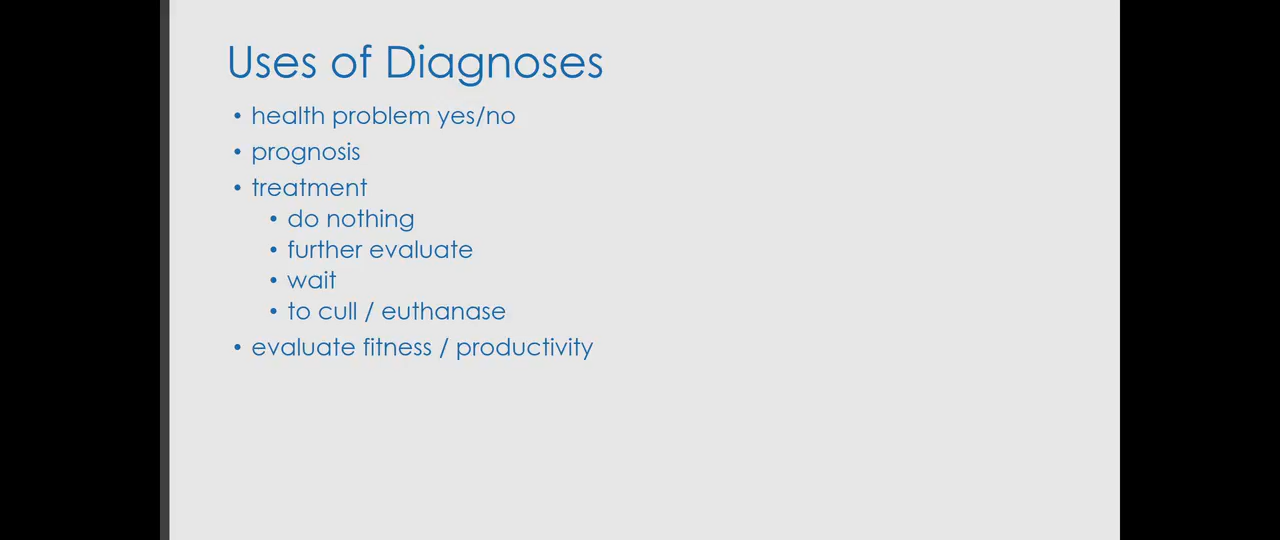 Uses of Diagnoses
• health problem yes/no
• prognosis
• treatment
• do nothing
• further evaluate
• wait
• to cull / euthanase
• evaluate fitness / productivity